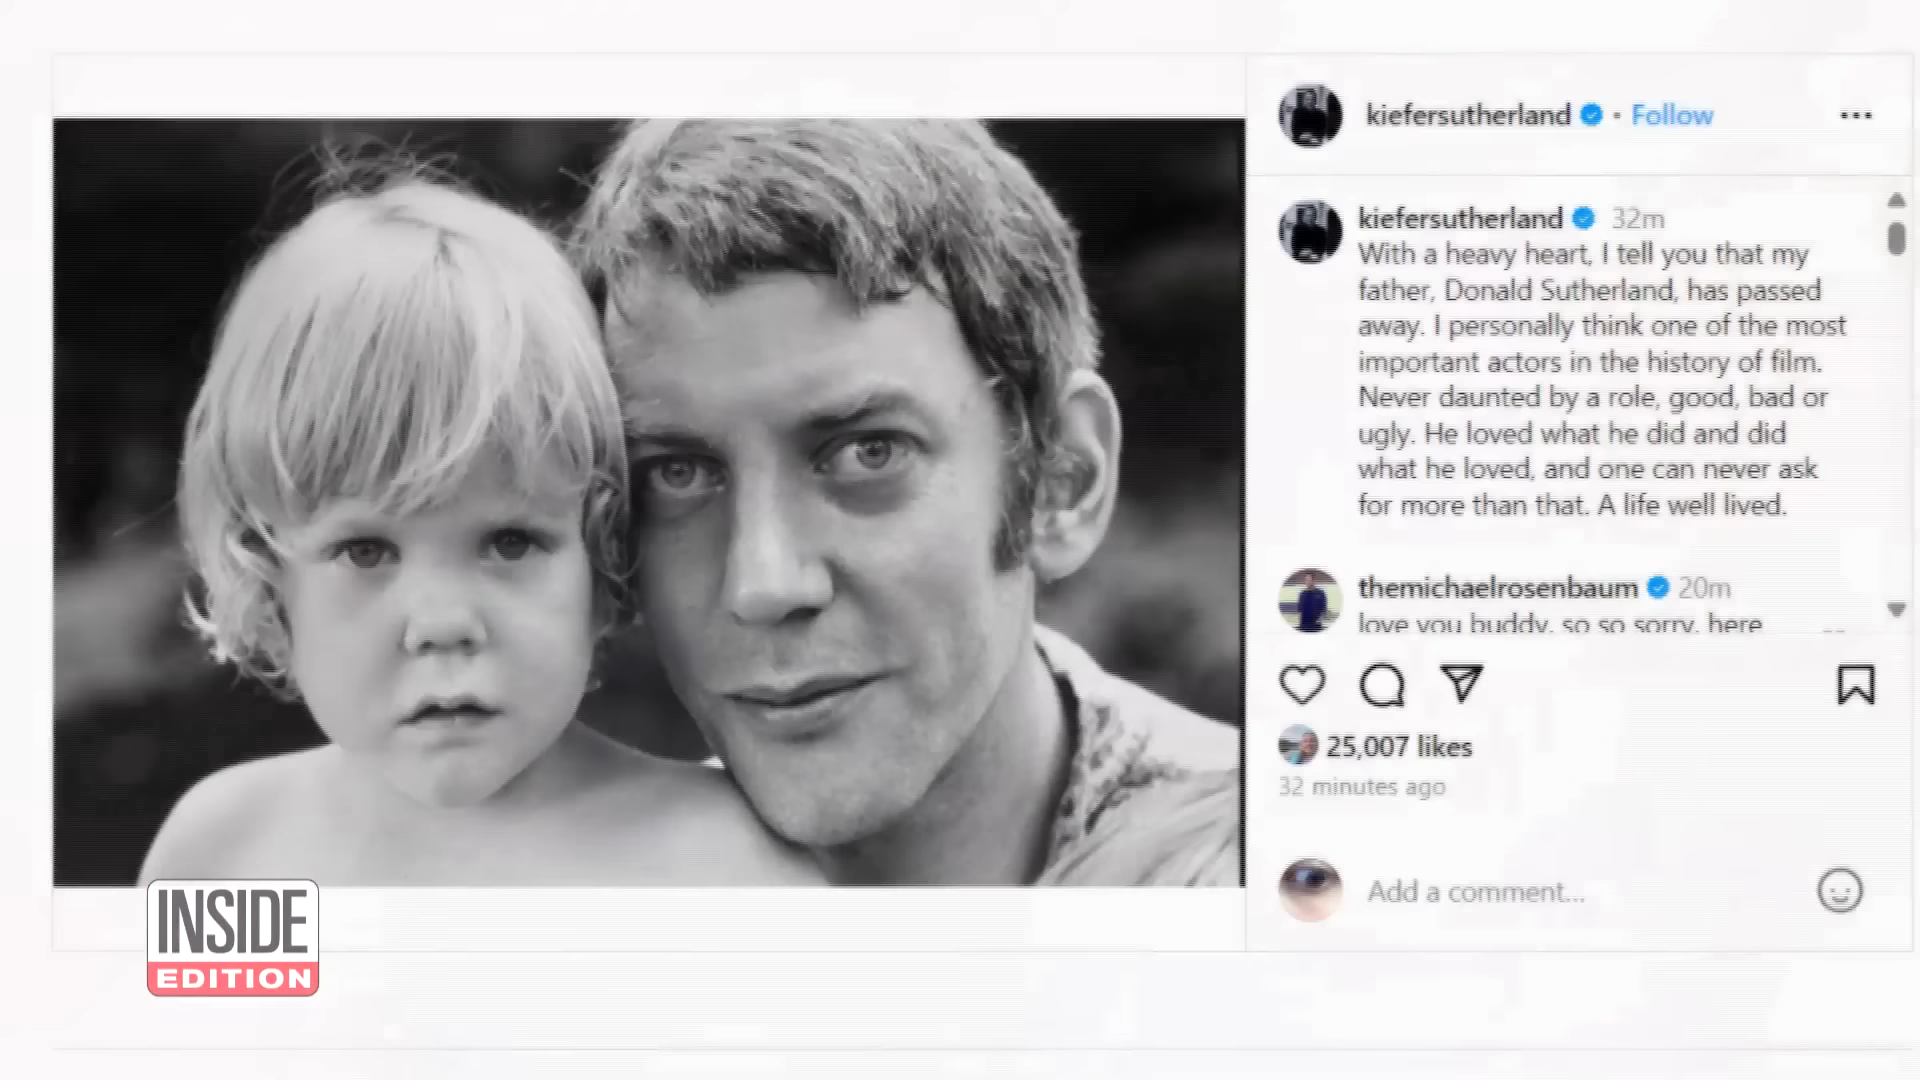 kiefersutherland • Follow
kiefersutherland 32m
With a heavy heart, I tell you that my
father, Donald Sutherland, has passed
away. I personally think one of the most
important actors in the history of film.
Never daunted by a role, good, bad or
ugly. He loved what he did and did
what he loved, and one can never ask
for more than that. A life well lived.
themichaelrosenbaum 20m
love you buddy. so so sorry. here
25,007 likes
32 minutes ago
Add a comment...
INSIDE
EDITION